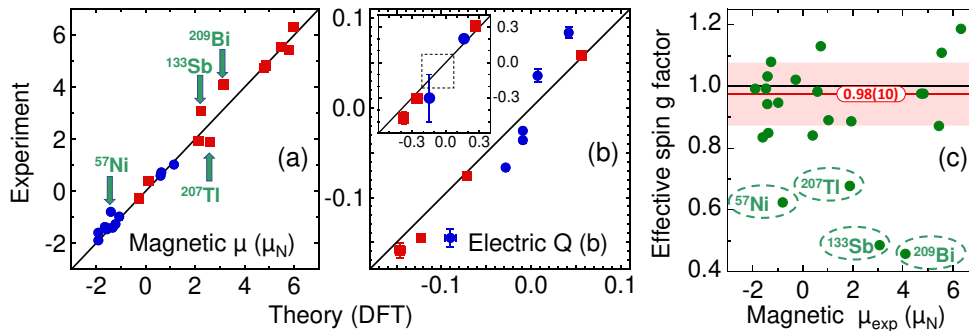 Experiment
6
4
2
0
−2
²⁰⁹Bi
¹³³Sb
⁵⁷Ni
²⁰⁷Tl
(a)
Magnetic μ (μ_N)
−2 0 2 4 6
0.1
0.0
−0.1
0.3
0.0
−0.3
−0.3 0.0 0.3
(b)
Electric Q (b)
−0.1 0.0 0.1
Theory (DFT)
Effective spin g factor
1.2
1.0
0.8
0.6
0.4
0.98(10)
(c)
²⁰⁷Tl
⁵⁷Ni
¹³³Sb
²⁰⁹Bi
−2 0 2 4 6
Magnetic μ_exp (μ_N)